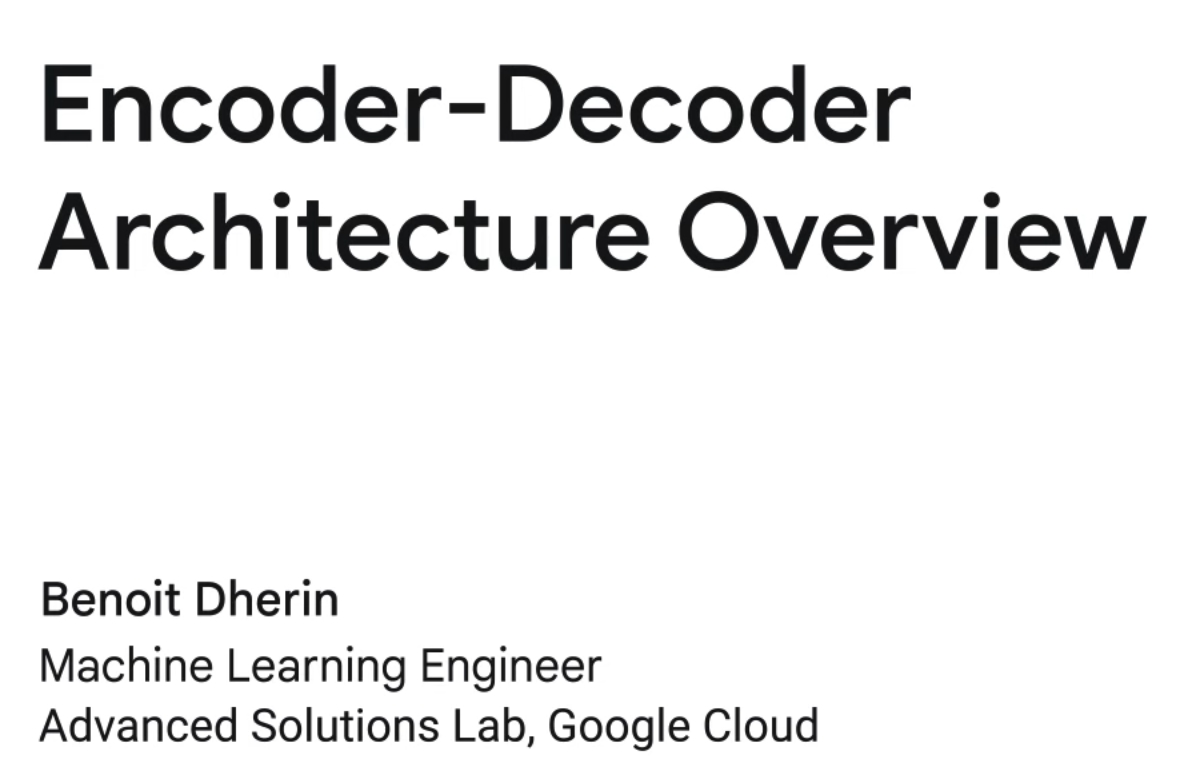 Encoder-Decoder
Architecture Overview
Benoit Dherin
Machine Learning Engineer
Advanced Solutions Lab, Google Cloud